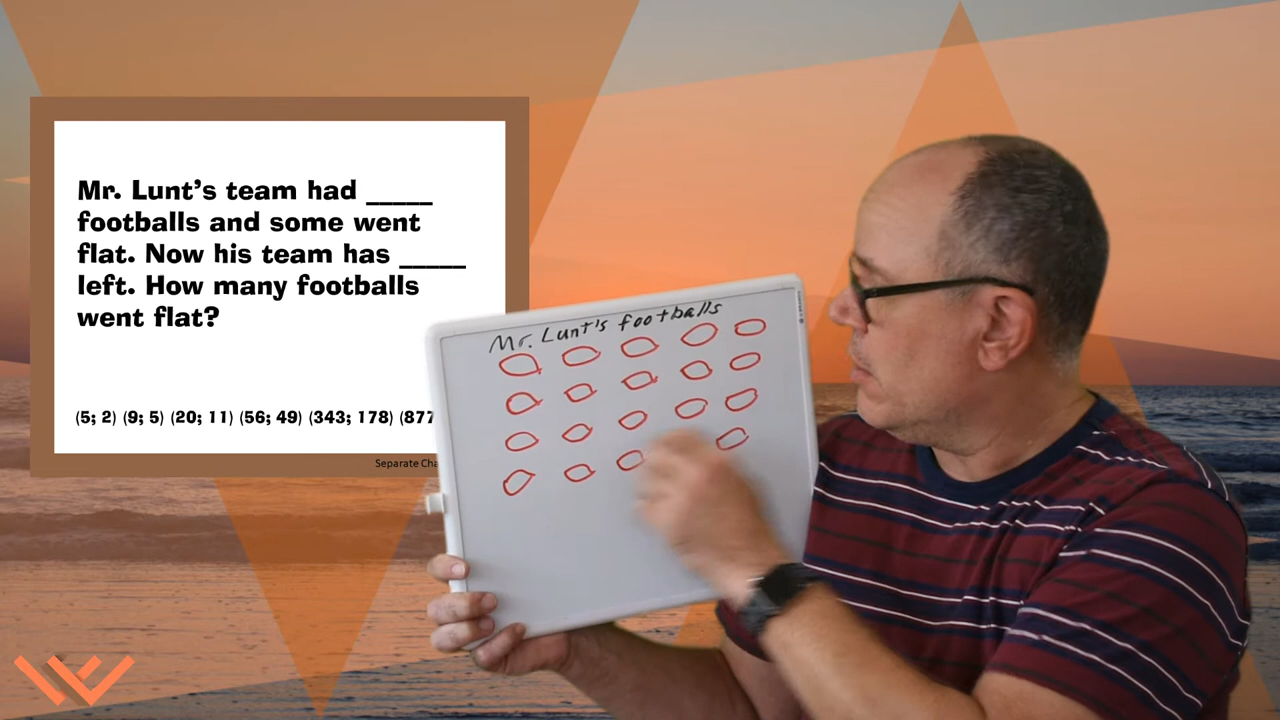 Mr. Lunt’s team had _____
footballs and some went
flat. Now his team has _____
left. How many footballs
went flat?
(5; 2) (9; 5) (20; 11) (56; 49) (343; 178) (877
Separate
Mr. Lunt's footballs